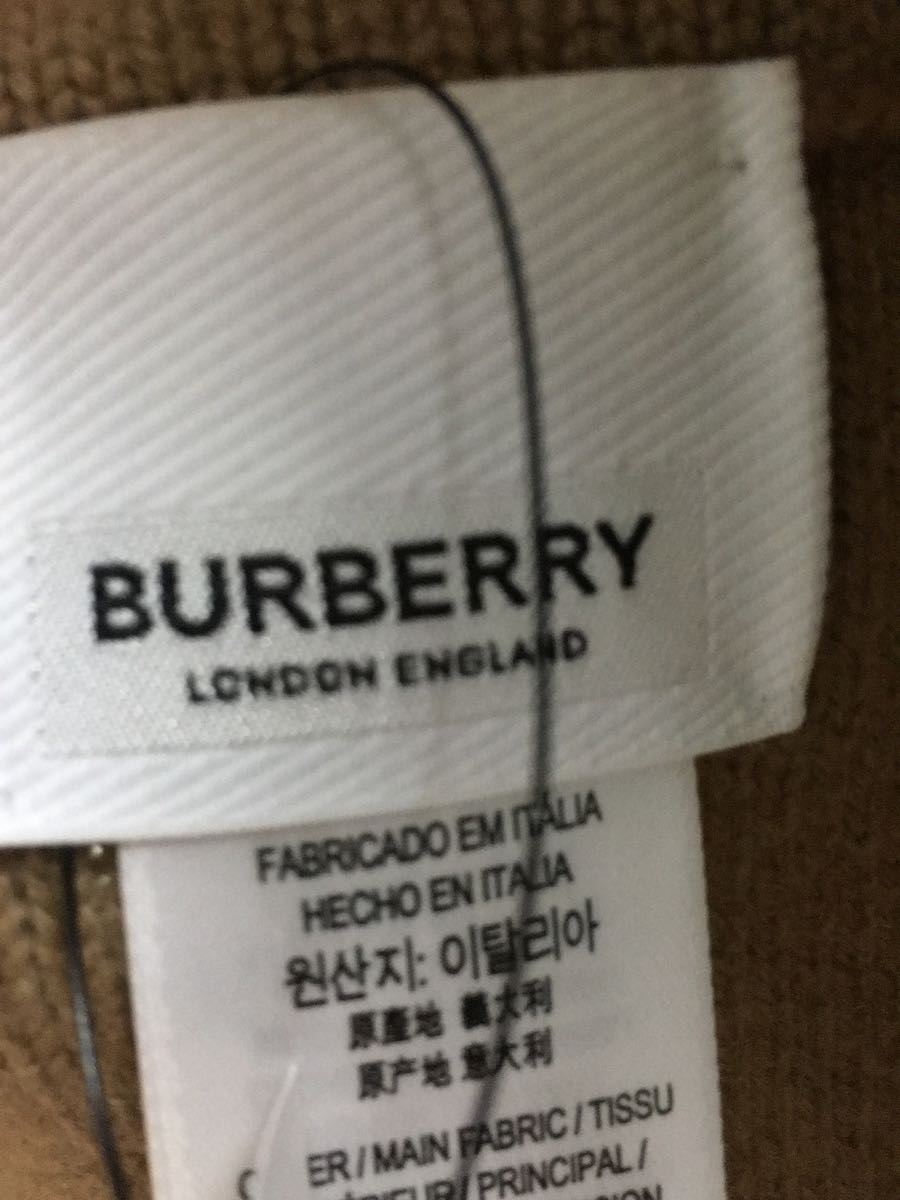 BURBERRY
LONDON ENGLAND
FABRICADO EM ITÁLIA
HECHO EN ITALIA
원산지: 이탈리아
原產地 義大利
原产地 意大利
ER / MAIN FABRIC / TISSU
PRINCIPAL /